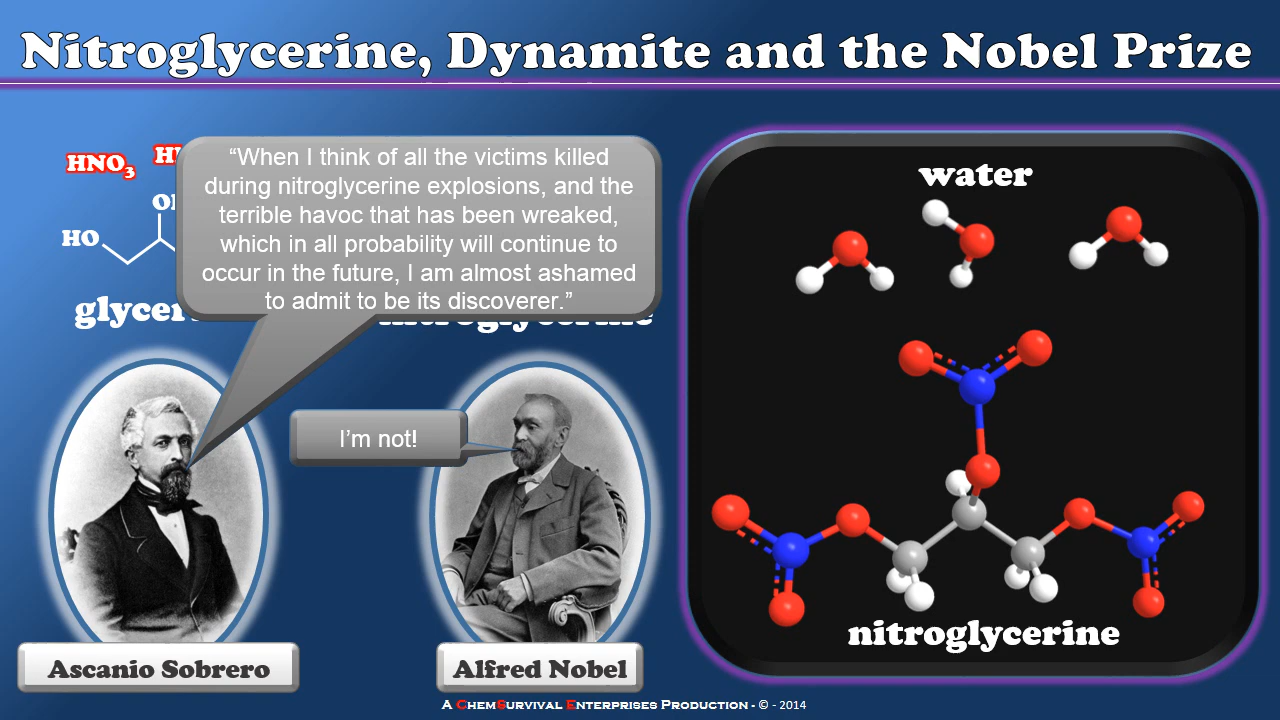 Nitroglycerine, Dynamite and the Nobel Prize
HNO3
“When I think of all the victims killed
during nitroglycerine explosions, and the
terrible havoc that has been wreaked,
which in all probability will continue to
occur in the future, I am almost ashamed
to admit to be its discoverer.”
HO
I’m not!
Ascanio Sobrero
Alfred Nobel
water
nitroglycerine
A ChemSurvival Enterprises Production - © - 2014